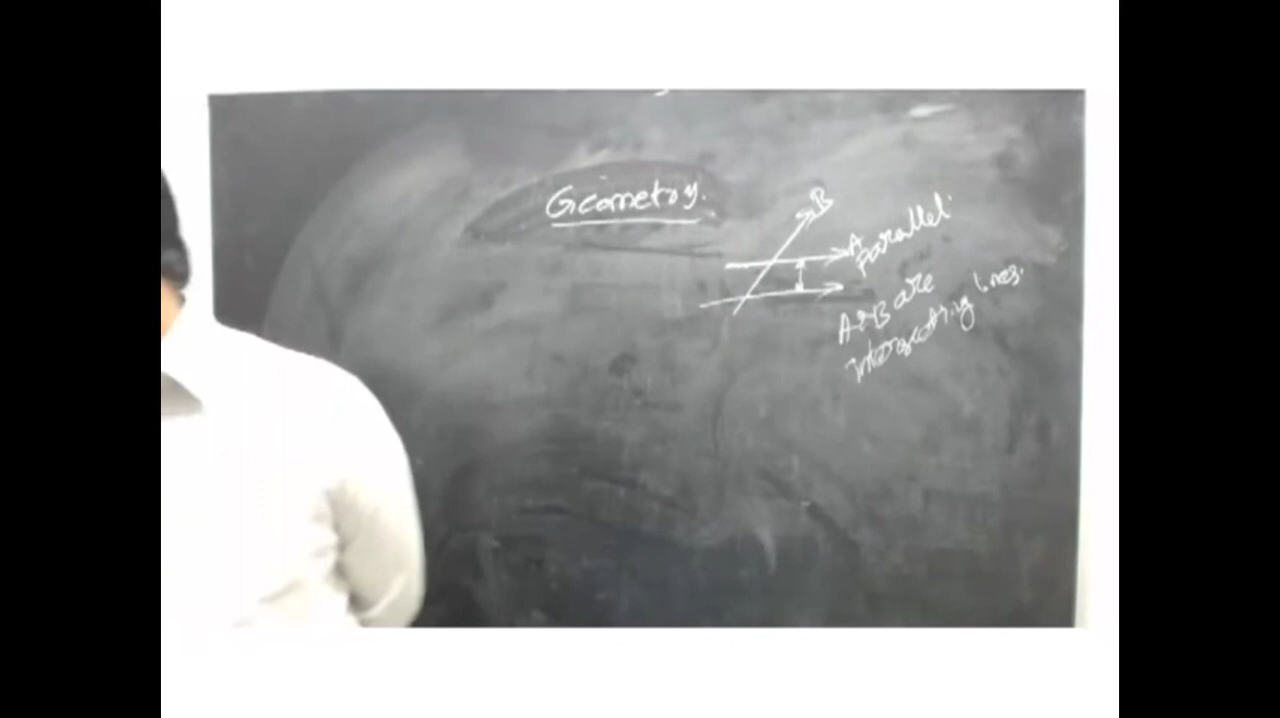 Geometry.
B
A
Parallel.
A & B are
intersecting lines.